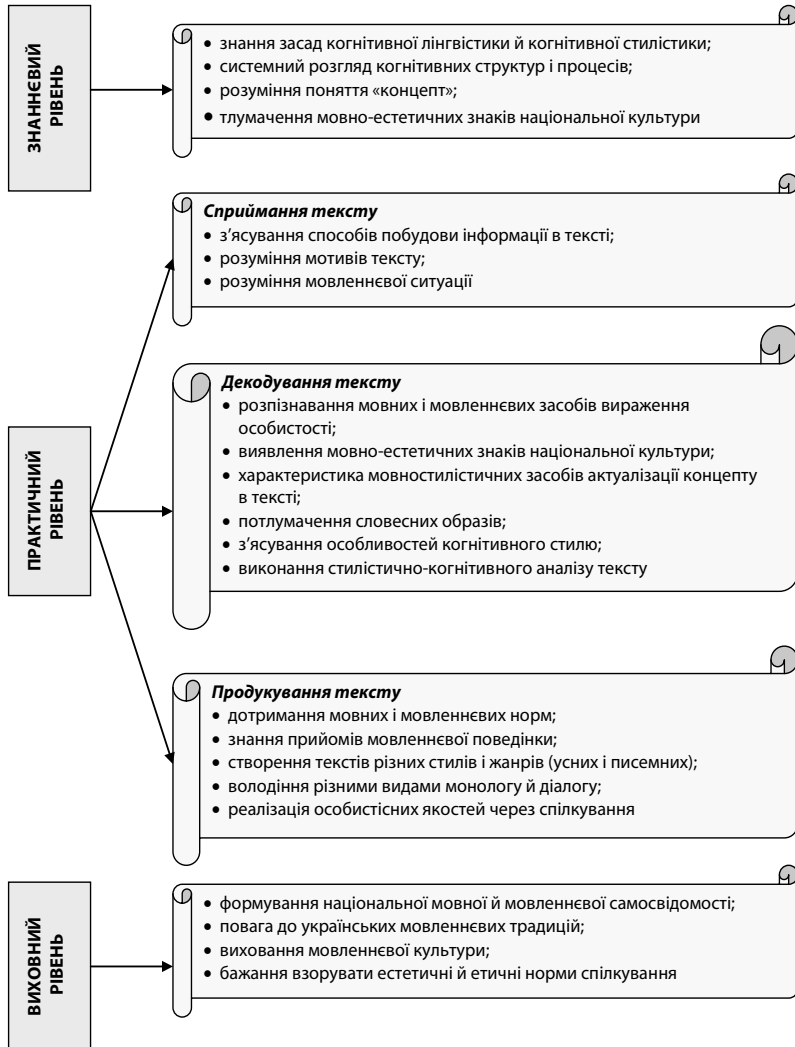 ЗНАННЄВИЙ
РІВЕНЬ
• знання засад когнітивної лінгвістики й когнітивної стилістики;
• системний розгляд когнітивних структур і процесів;
• розуміння поняття «концепт»;
• тлумачення мовно-естетичних знаків національної культури
ПРАКТИЧНИЙ
РІВЕНЬ
Сприймання тексту
• з'ясування способів побудови інформації в тексті;
• розуміння мотивів тексту;
• розуміння мовленнєвої ситуації
Декодування тексту
• розпізнавання мовних і мовленнєвих засобів вираження
особистості;
• виявлення мовно-естетичних знаків національної культури;
• характеристика мовностилістичних засобів актуалізації концепту
в тексті;
• потлумачення словесних образів;
• з'ясування особливостей когнітивного стилю;
• виконання стилістично-когнітивного аналізу тексту
Продукування тексту
• дотримання мовних і мовленнєвих норм;
• знання прийомів мовленнєвої поведінки;
• створення текстів різних стилів і жанрів (усних і писемних);
• володіння різними видами монологу й діалогу;
• реалізація особистісних якостей через спілкування
ВИХОВНИЙ
РІВЕНЬ
• формування національної мовної й мовленнєвої самосвідомості;
• повага до українських мовленнєвих традицій;
• виховання мовленнєвої культури;
• бажання взорувати естетичні й етичні норми спілкування